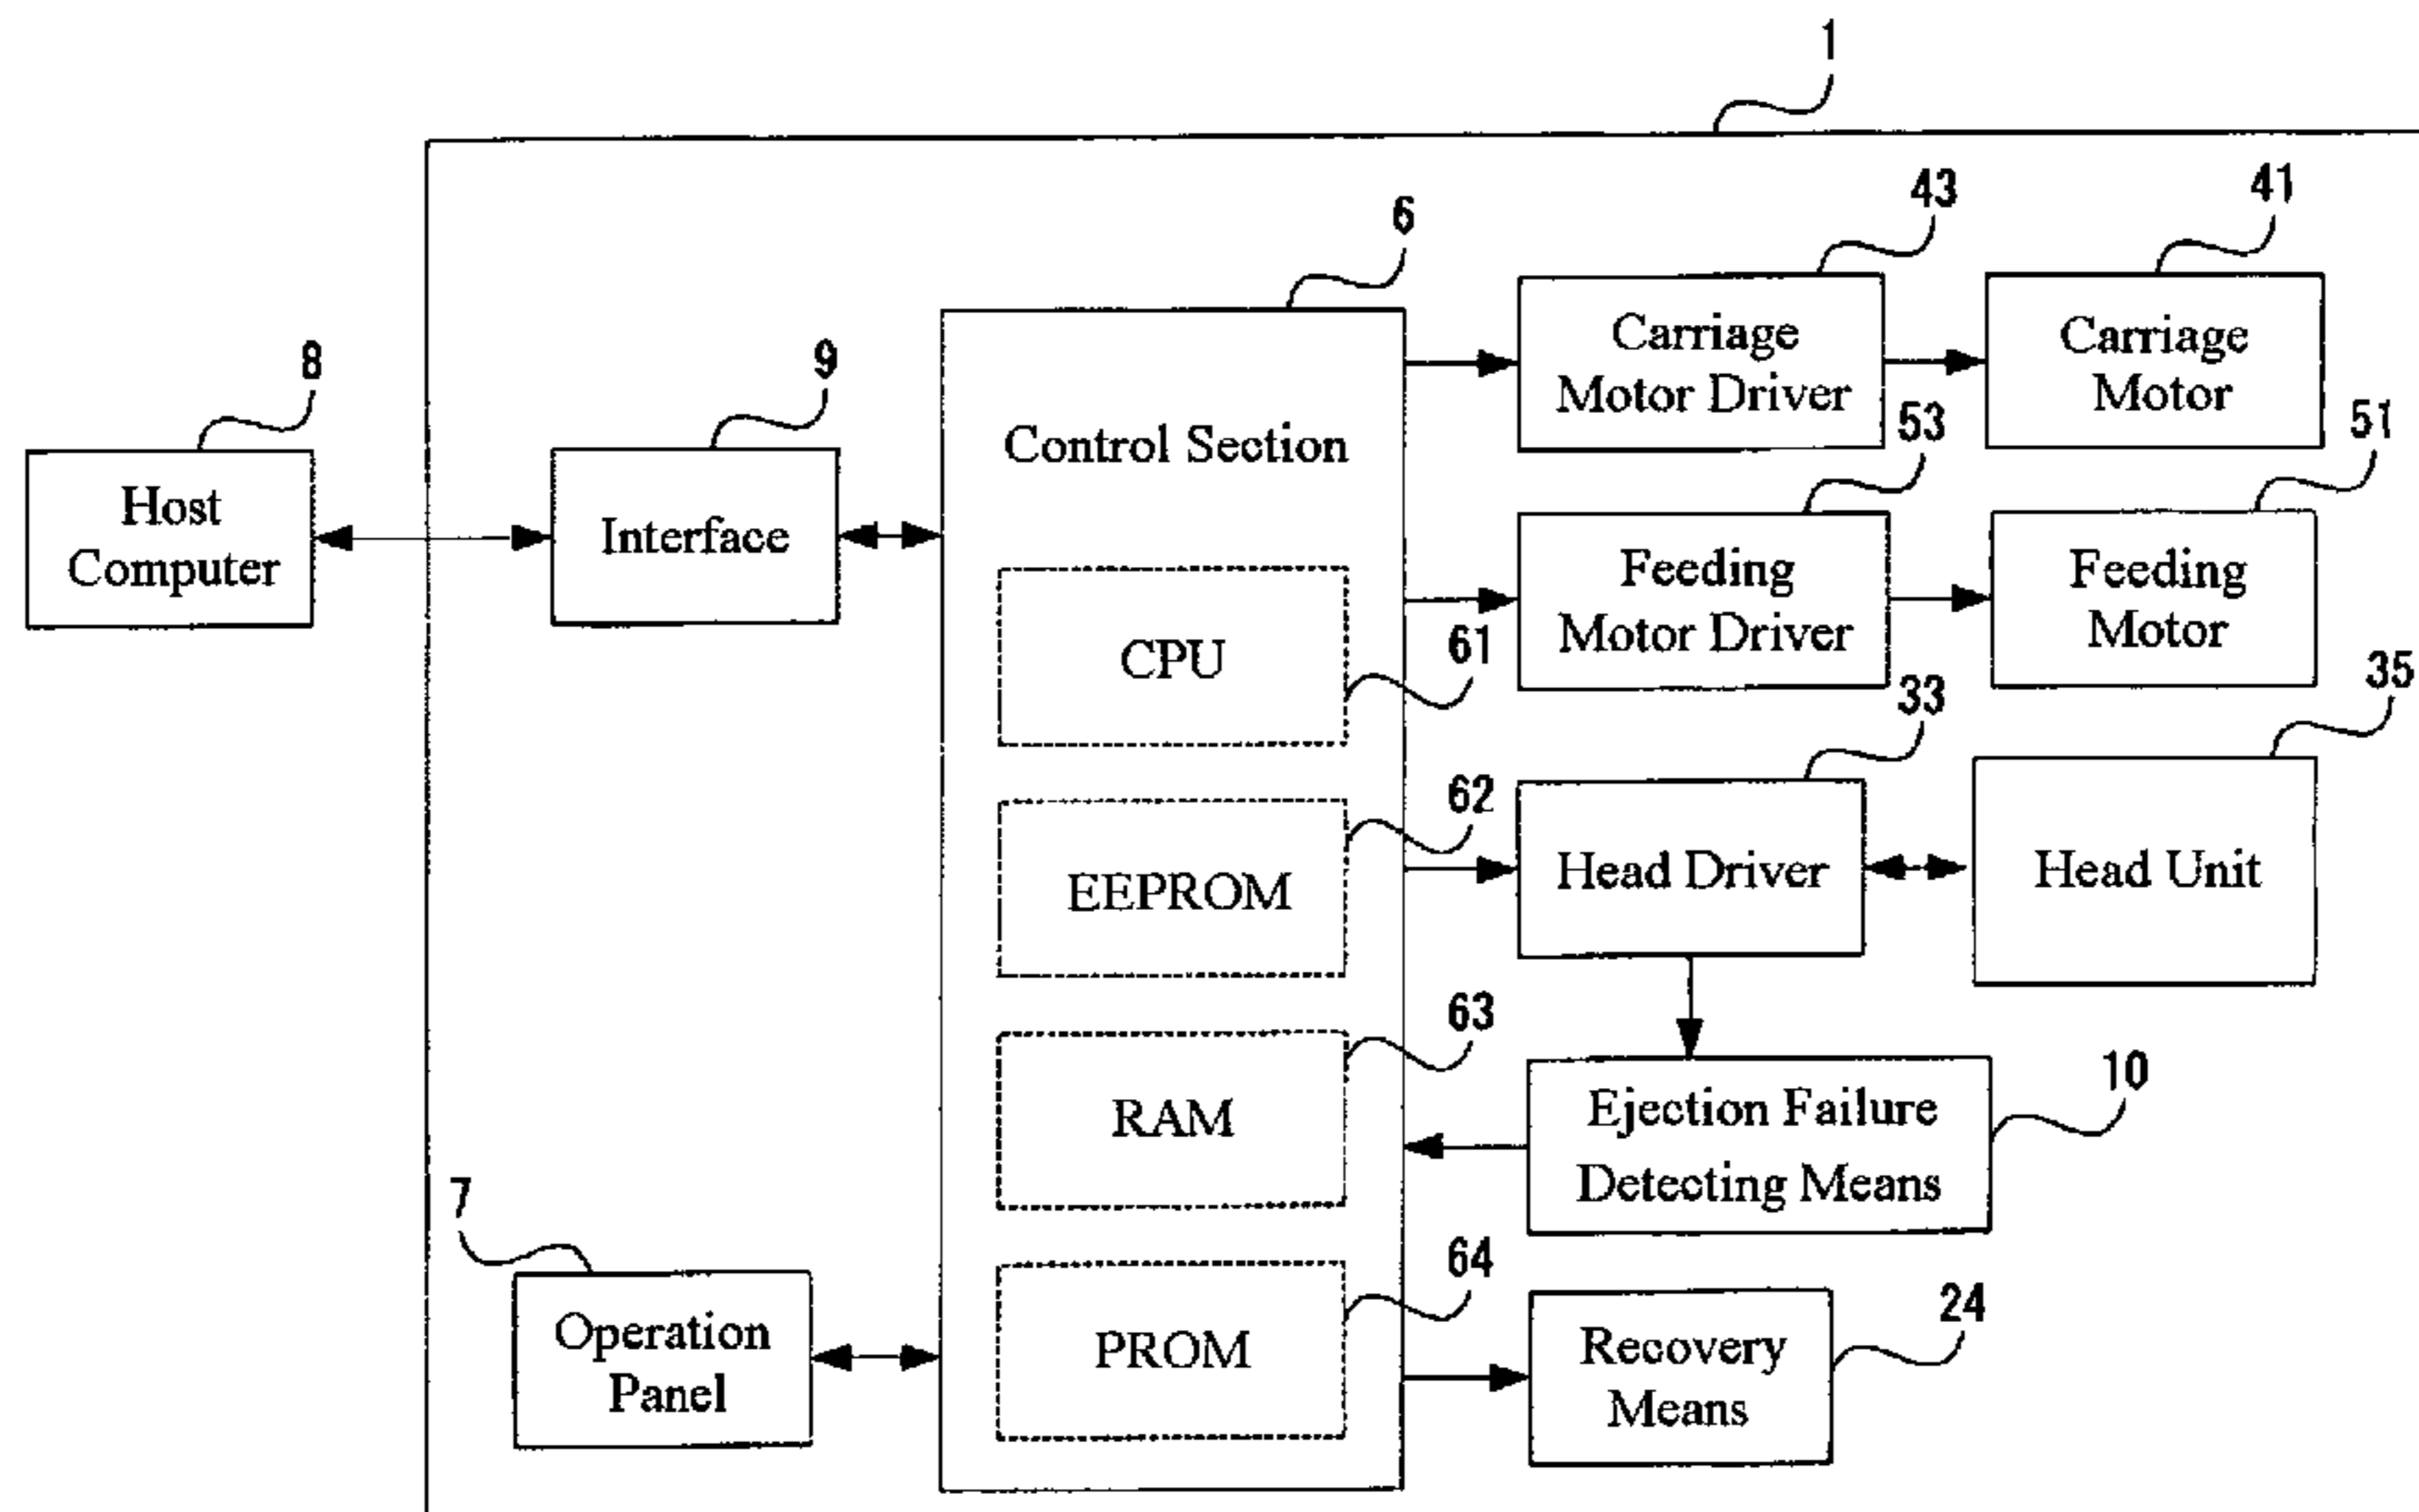 1
43
41
6
Carriage
Motor Driver
Carriage
Motor
8
9
53
51
Control Section
Host
Computer
Interface
Feeding
Motor Driver
Feeding
Motor
CPU
61
33
35
62
EEPROM
Head Driver
Head Unit
63
RAM
Ejection Failure
Detecting Means
10
7
64
24
Operation
Panel
PROM
Recovery
Means